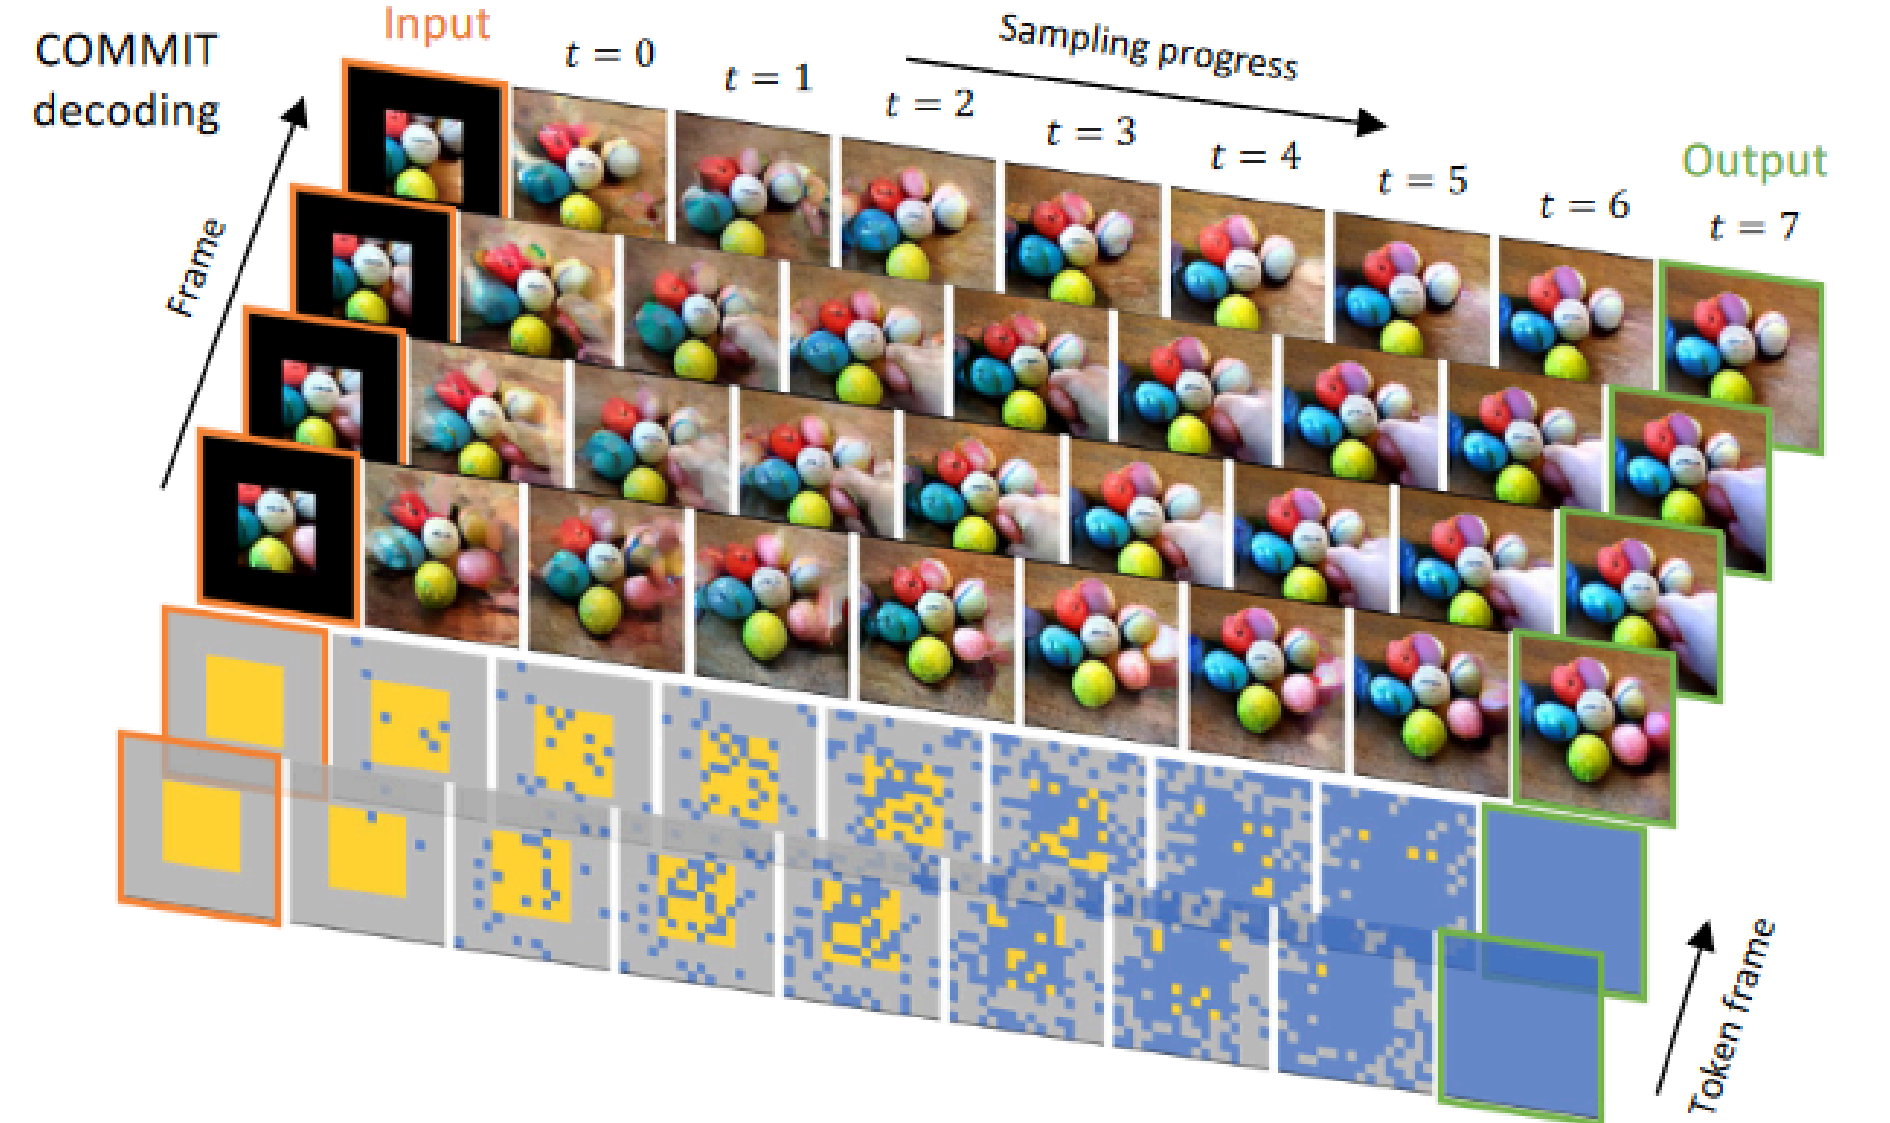 COMMIT
decoding
Input
t = 0
t = 1
t = 2
t = 3
t = 4
t = 5
t = 6
t = 7
Sampling progress
Output
Frame
Token frame